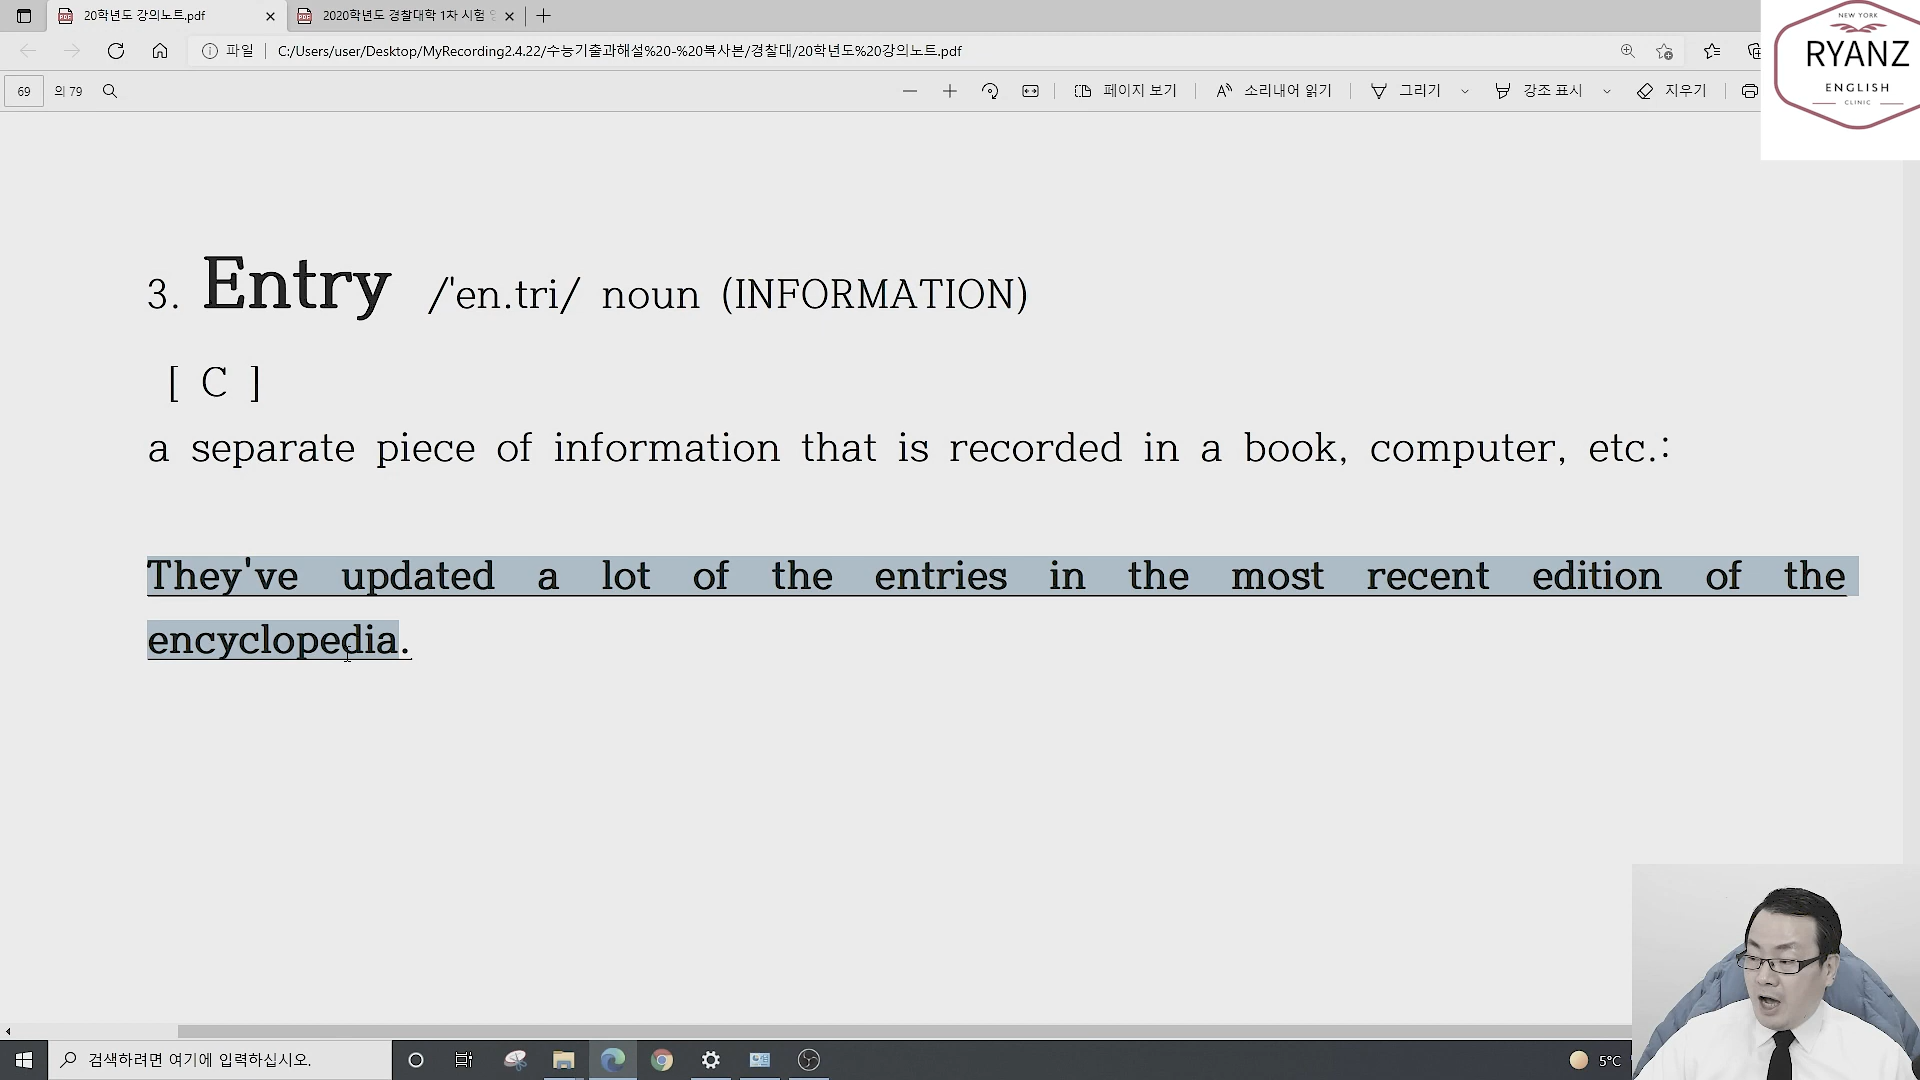 20학년도 강의노트.pdf
2020학년도 경찰대학 1차 시험
파일 C:/Users/user/Desktop/MyRecording2.4.22/수능기출과해설%20-%20복사본/경찰대/20학년도%20강의노트.pdf
69 의 79 페이지 보기 소리내어 읽기 그리기 강조 표시 지우기
NEW YORK
RYANZ
ENGLISH
CLINIC
3. Entry /ˈen.tri/ noun (INFORMATION)
[ C ]
a separate piece of information that is recorded in a book, computer, etc.:
They've updated a lot of the entries in the most recent edition of the
encyclopedia.
검색하려면 여기에 입력하십시오.
5°C